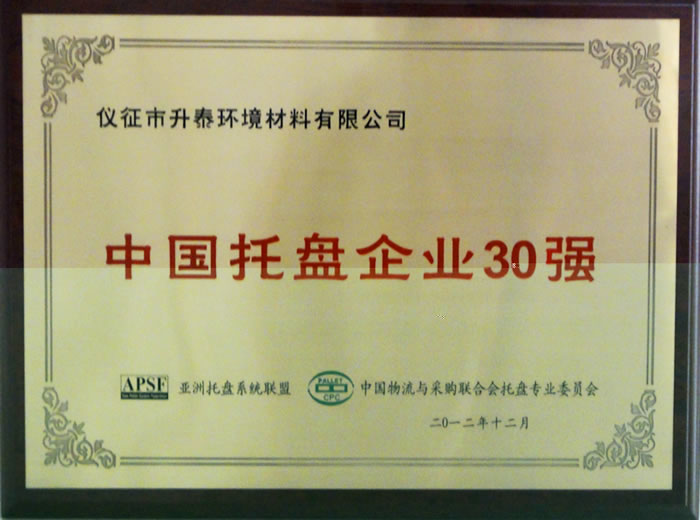 仪征市升泰环境材料有限公司
中国托盘企业30强
APSF 亚洲托盘系统联盟 PALLET CPC 中国物流与采购联合会托盘专业委员会
二〇一二年十二月